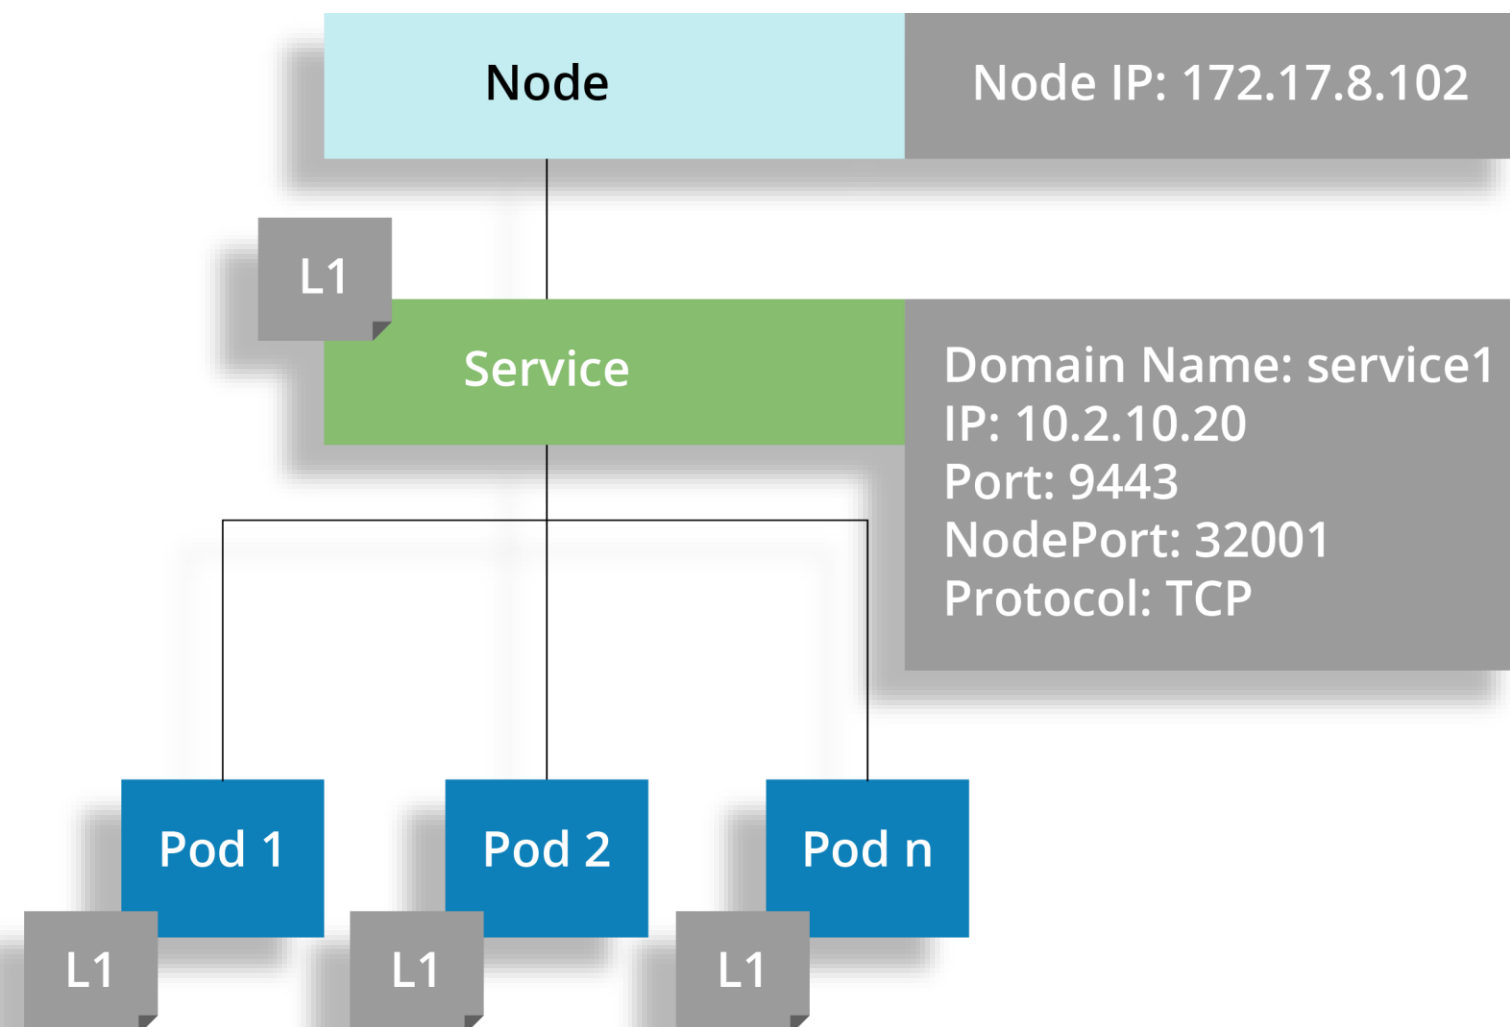 Node
Node IP: 172.17.8.102
L1
Service
Domain Name: service1
IP: 10.2.10.20
Port: 9443
NodePort: 32001
Protocol: TCP
Pod 1
Pod 2
Pod n
L1
L1
L1